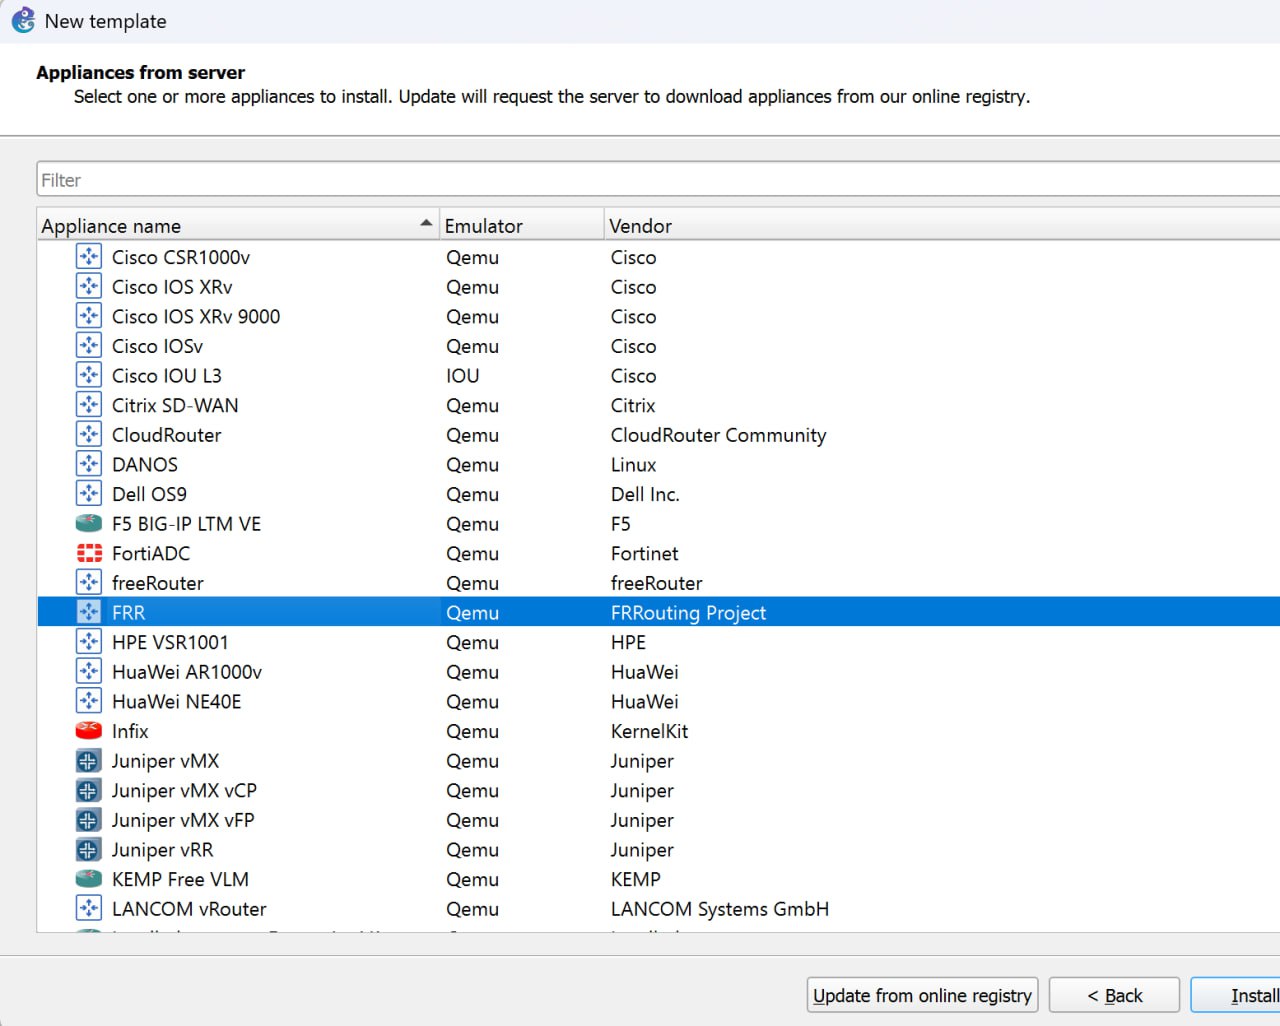 New template
Appliances from server
Select one or more appliances to install. Update will request the server to download appliances from our online registry.
Filter
Appliance name Emulator Vendor
Cisco CSR1000v Qemu Cisco
Cisco IOS XRv Qemu Cisco
Cisco IOS XRv 9000 Qemu Cisco
Cisco IOSv Qemu Cisco
Cisco IOU L3 IOU Cisco
Citrix SD-WAN Qemu Citrix
CloudRouter Qemu CloudRouter Community
DANOS Qemu Linux
Dell OS9 Qemu Dell Inc.
F5 BIG-IP LTM VE Qemu F5
FortiADC Qemu Fortinet
freeRouter Qemu freeRouter
FRR Qemu FRRouting Project
HPE VSR1001 Qemu HPE
HuaWei AR1000v Qemu HuaWei
HuaWei NE40E Qemu HuaWei
Infix Qemu KernelKit
Juniper vMX Qemu Juniper
Juniper vMX vCP Qemu Juniper
Juniper vMX vFP Qemu Juniper
Juniper vRR Qemu Juniper
KEMP Free VLM Qemu KEMP
LANCOM vRouter Qemu LANCOM Systems GmbH
Update from online registry < Back Install